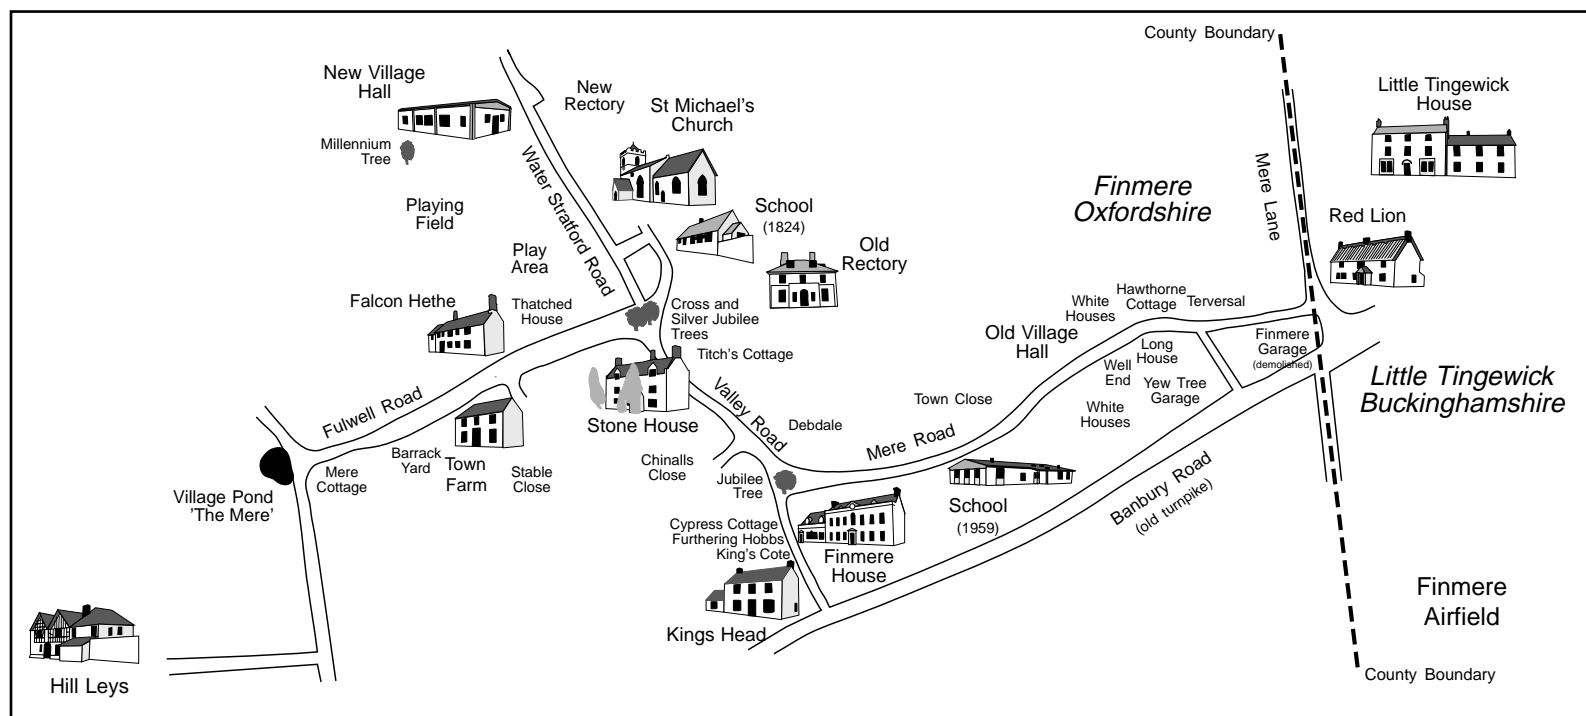 County Boundary
New Village
Hall
New
Rectory
St Michael's
Church
Little Tingewick
House
Millennium
Tree
Water Stratford Road
Mere Lane
Finmere
Oxfordshire
Playing
Field
School
(1824)
Red Lion
Play
Area
Old
Rectory
Falcon Hethe
Thatched
House
Cross and
Silver Jubilee
Trees
White
Houses
Hawthorne
Cottage
Terversal
Old Village
Hall
Finmere
Garage
(demolished)
Titch's Cottage
Long
House
Well
End
Yew Tree
Garage
Little Tingewick
Buckinghamshire
Fulwell Road
Valley Road
Town Close
White
Houses
Stone House
Debdale
Mere Road
Barrack
Yard
Town
Farm
Stable
Close
Mere
Cottage
Chinalls
Close
Jubilee
Tree
Village Pond
'The Mere'
School
(1959)
Banbury Road
(old turnpike)
Cypress Cottage
Furthering Hobbs
King's Cote
Finmere
House
Finmere
Airfield
Kings Head
Hill Leys
County Boundary